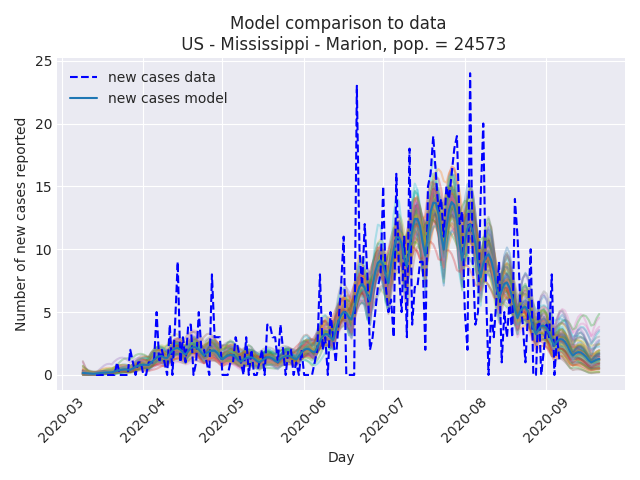 Model comparison to data
US - Mississippi - Marion, pop. = 24573
new cases data
new cases model
Number of new cases reported
25
20
15
10
5
0
2020-03
2020-04
2020-05
2020-06
2020-07
2020-08
2020-09
Day